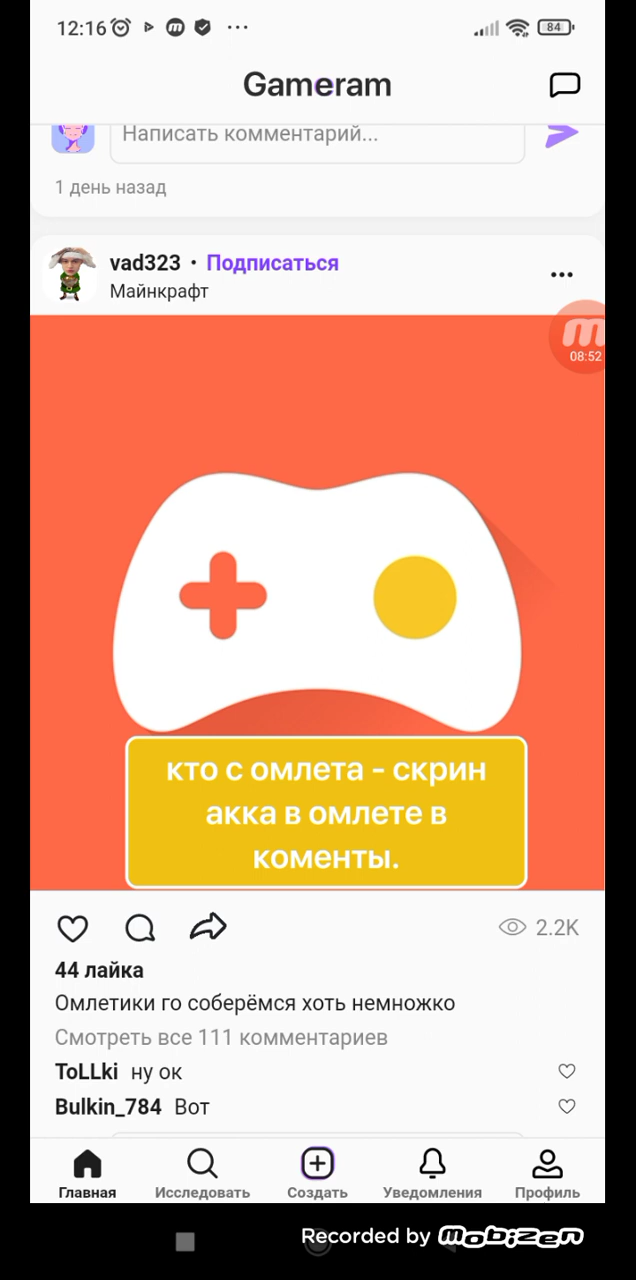 12:16
84
Gameram
Написать комментарий...
1 день назад
vad323 • Подписаться
Майнкрафт
m
08:52
кто с омлета - скрин
акка в омлете в
коменты.
2.2K
44 лайка
Омлетики го соберёмся хоть немножко
Смотреть все 111 комментариев
ToLLki ну ок
Bulkin_784 Вот
Главная Исследовать Создать Уведомления Профиль
Recorded by mobizen